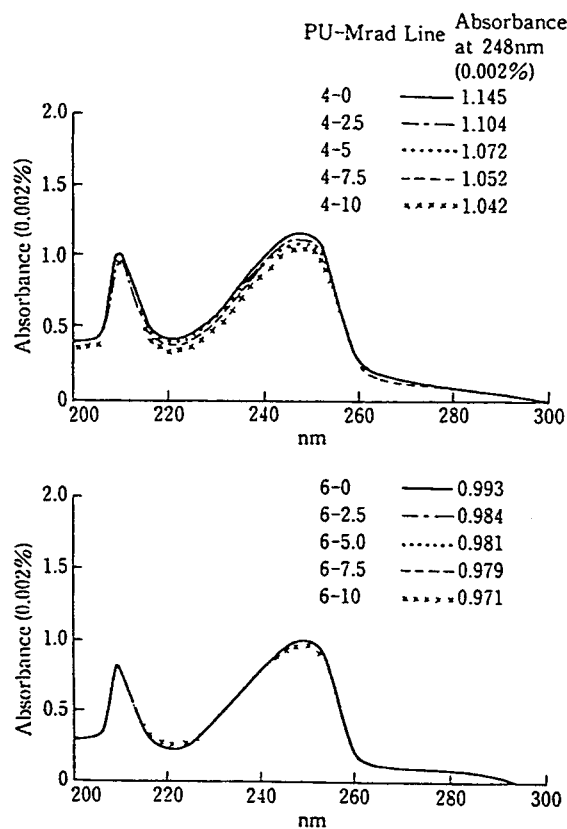 PU-Mrad Line Absorbance
at 248nm
(0.002%)
4-0 1.145
4-2.5 1.104
4-5 1.072
4-7.5 1.052
4-10 1.042
Absorbance (0.002%)
2.0
1.5
1.0
0.5
0
200 220 240 260 280 300
nm
6-0 0.993
6-2.5 0.984
6-5.0 0.981
6-7.5 0.979
6-10 0.971
Absorbance (0.002%)
2.0
1.5
1.0
0.5
0
200 220 240 260 280 300
nm